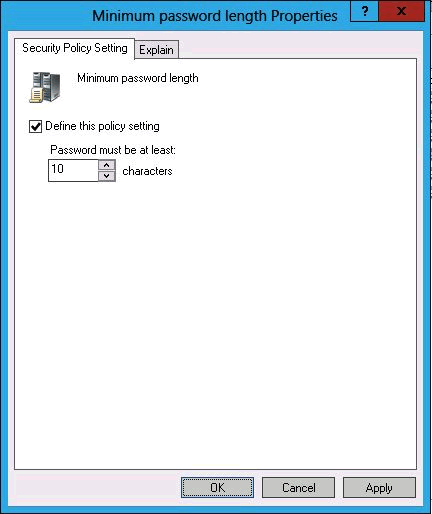 Minimum password length Properties
? x
Security Policy Setting Explain
Minimum password length
Define this policy setting
Password must be at least:
10 characters
OK Cancel Apply